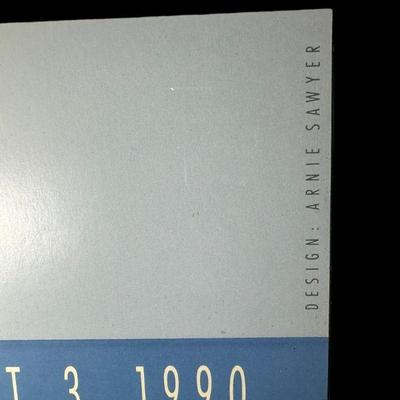 DESIGN: ARNIE SAWYER
T 3, 1990